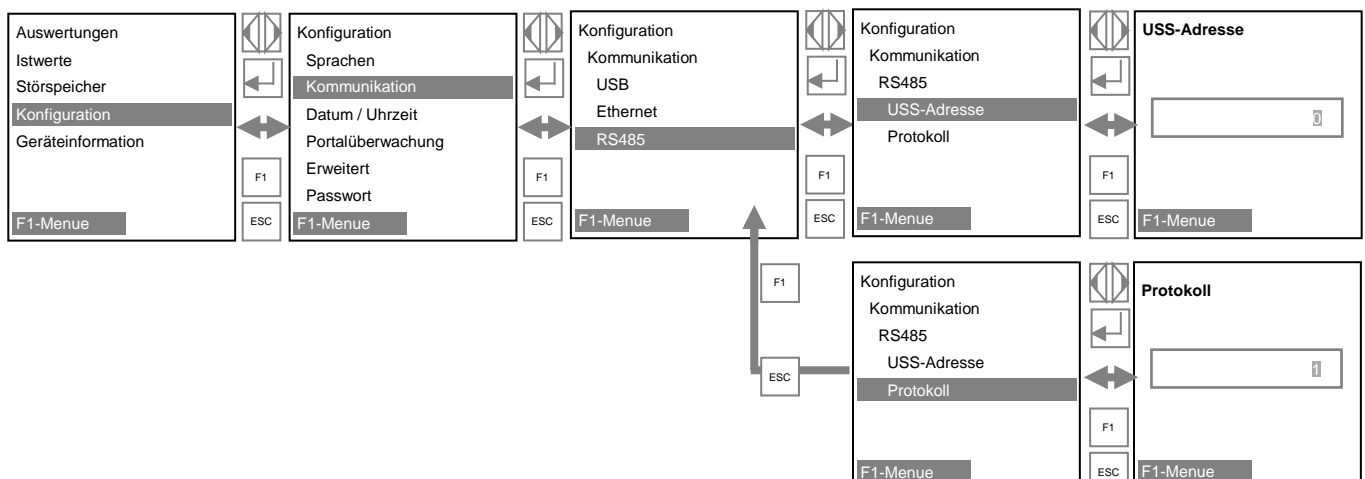 Auswertungen
Istwerte
Störspeicher
Konfiguration
Geräteinformation
F1-Menue
F1
ESC
Konfiguration
Sprachen
Kommunikation
Datum / Uhrzeit
Portalüberwachung
Erweitert
Passwort
F1-Menue
F1
ESC
Konfiguration
Kommunikation
USB
Ethernet
RS485
F1-Menue
F1
ESC
Konfiguration
Kommunikation
RS485
USS-Adresse
Protokoll
F1-Menue
F1
ESC
USS-Adresse
0
F1-Menue
F1
ESC
Konfiguration
Kommunikation
RS485
USS-Adresse
Protokoll
F1-Menue
F1
ESC
Protokoll
1
F1-Menue